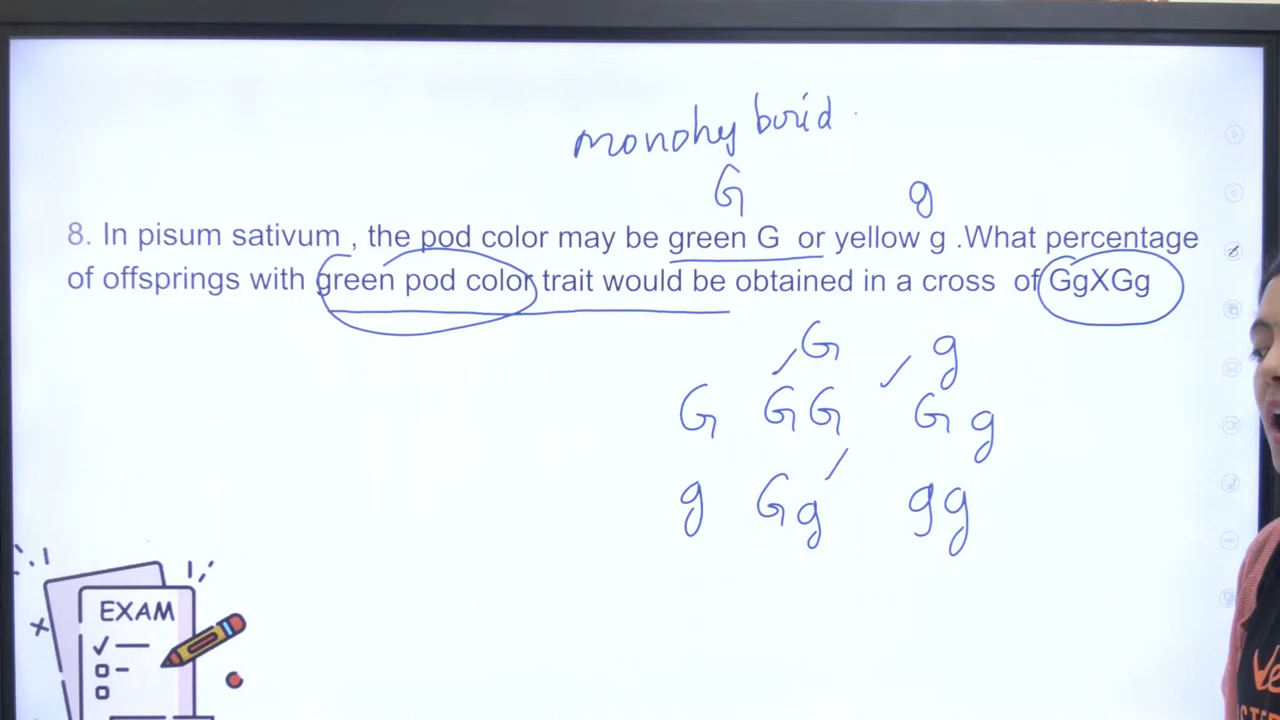 monohyburid
G g
8. In pisum sativum , the pod color may be green G or yellow g .What percentage
of offsprings with green pod color trait would be obtained in a cross of GgXGg
G g
G GG Gg
g Gg gg
EXAM